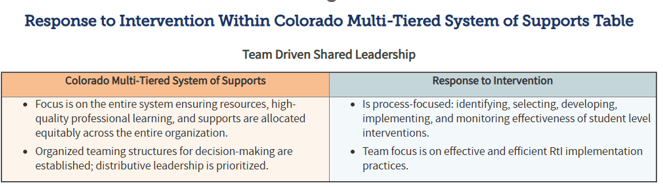 Response to Intervention Within Colorado Multi-Tiered System of Supports Table
Team Driven Shared Leadership
Colorado Multi-Tiered System of Supports
• Focus is on the entire system ensuring resources, high-
quality professional learning, and supports are allocated
equitably across the entire organization.
• Organized teaming structures for decision-making are
established; distributive leadership is prioritized.
Response to Intervention
• Is process-focused: identifying, selecting, developing,
implementing, and monitoring effectiveness of student level
interventions.
• Team focus is on effective and efficient RtI implementation
practices.